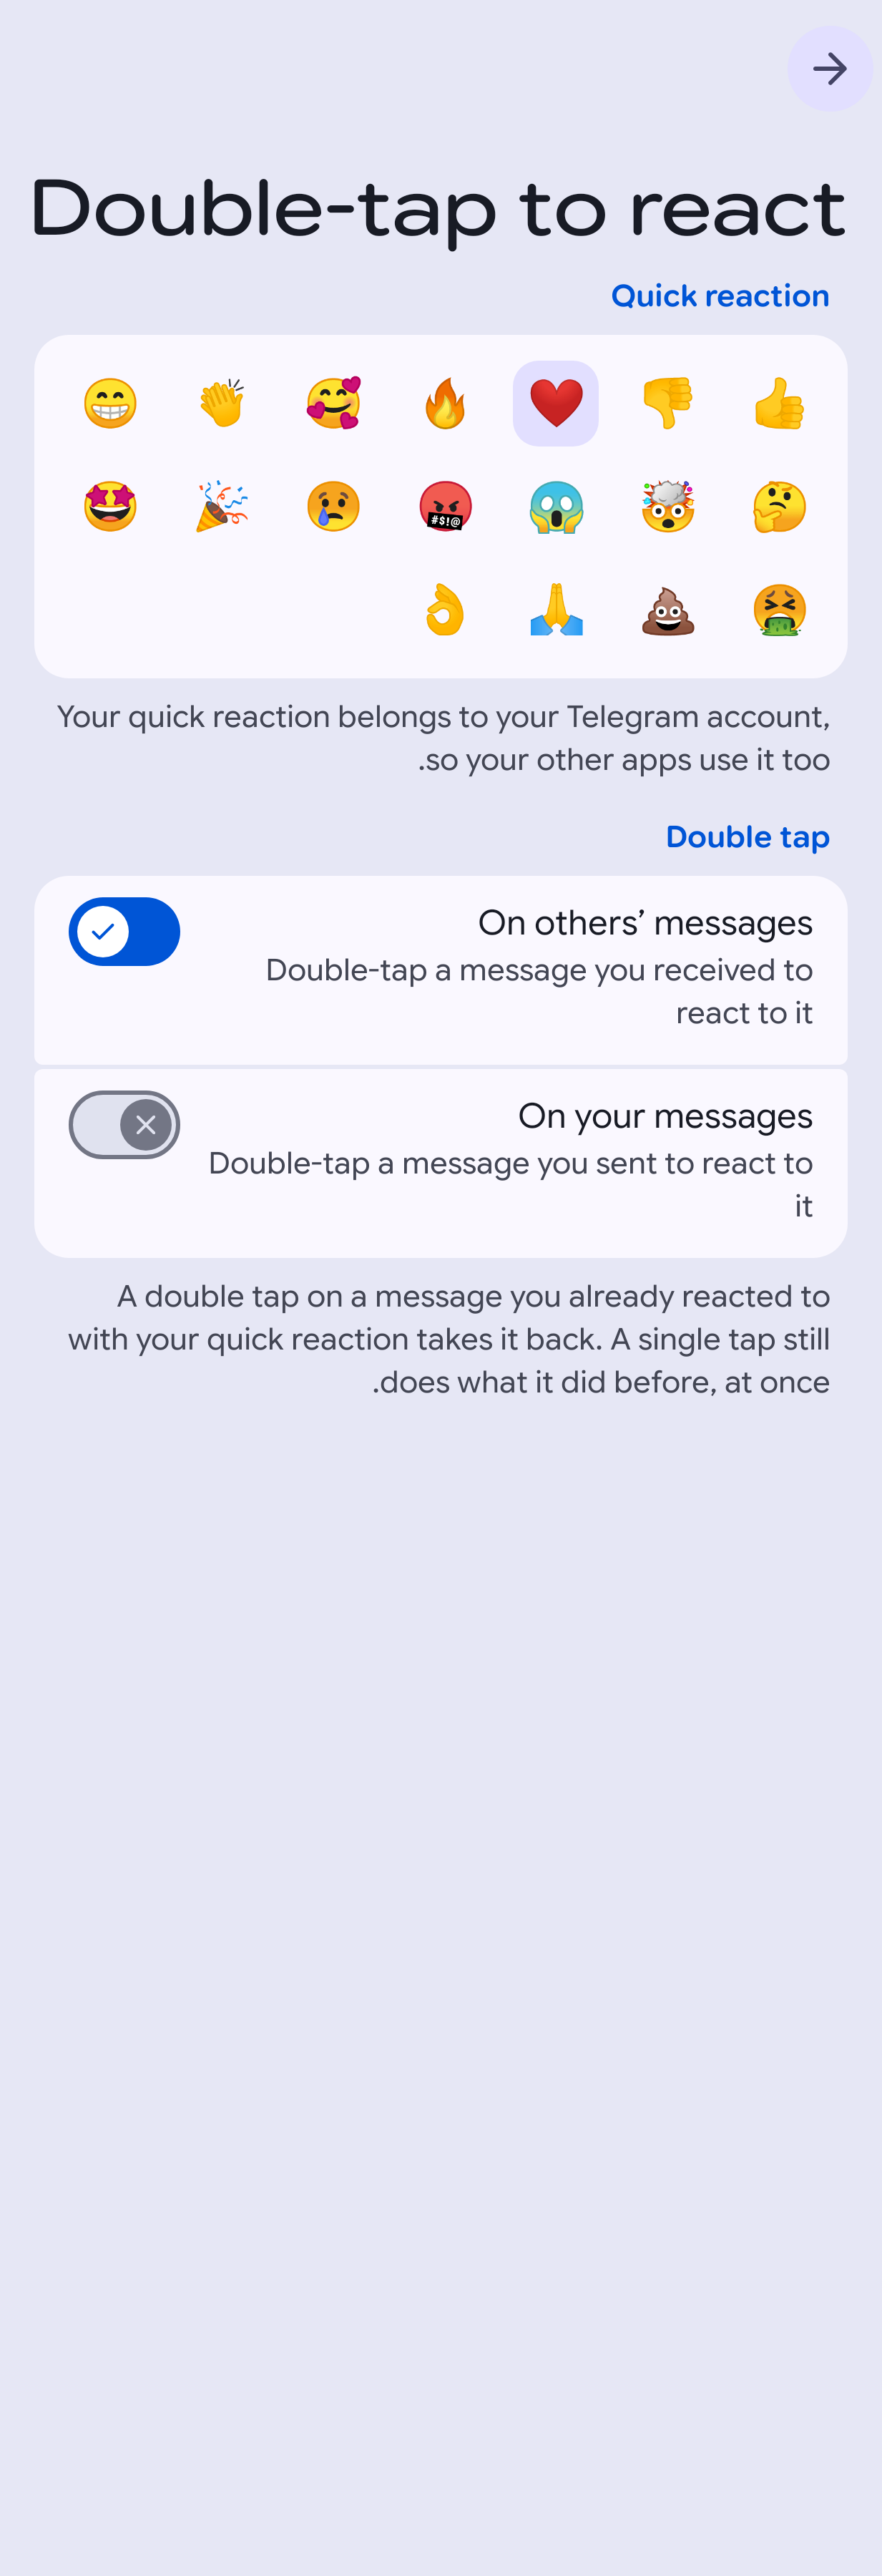 Double-tap to react
Quick reaction
Your quick reaction belongs to your Telegram account,
.so your other apps use it too
Double tap
On others’ messages
Double-tap a message you received to
react to it
On your messages
Double-tap a message you sent to react to
it
A double tap on a message you already reacted to
with your quick reaction takes it back. A single tap still
.does what it did before, at once